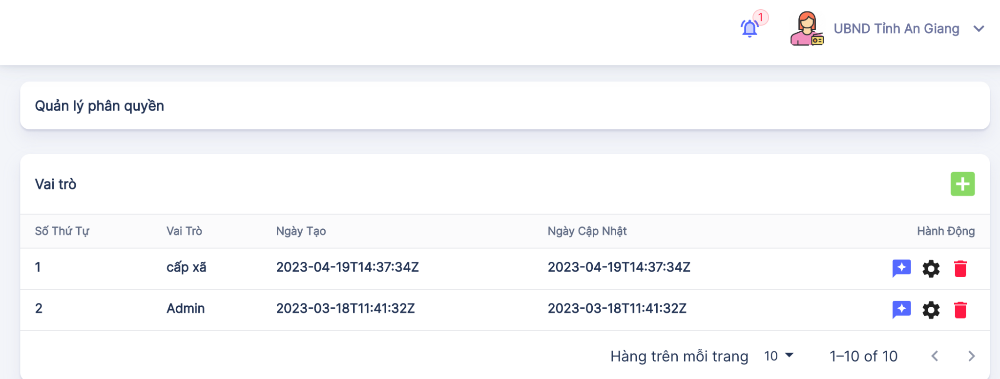 1
UBND Tỉnh An Giang
Quản lý phân quyền
Vai trò
Số Thứ Tự Vai Trò Ngày Tạo Ngày Cập Nhật Hành Động
1 cấp xã 2023-04-19T14:37:34Z 2023-04-19T14:37:34Z
2 Admin 2023-03-18T11:41:32Z 2023-03-18T11:41:32Z
Hàng trên mỗi trang 10 1–10 of 10